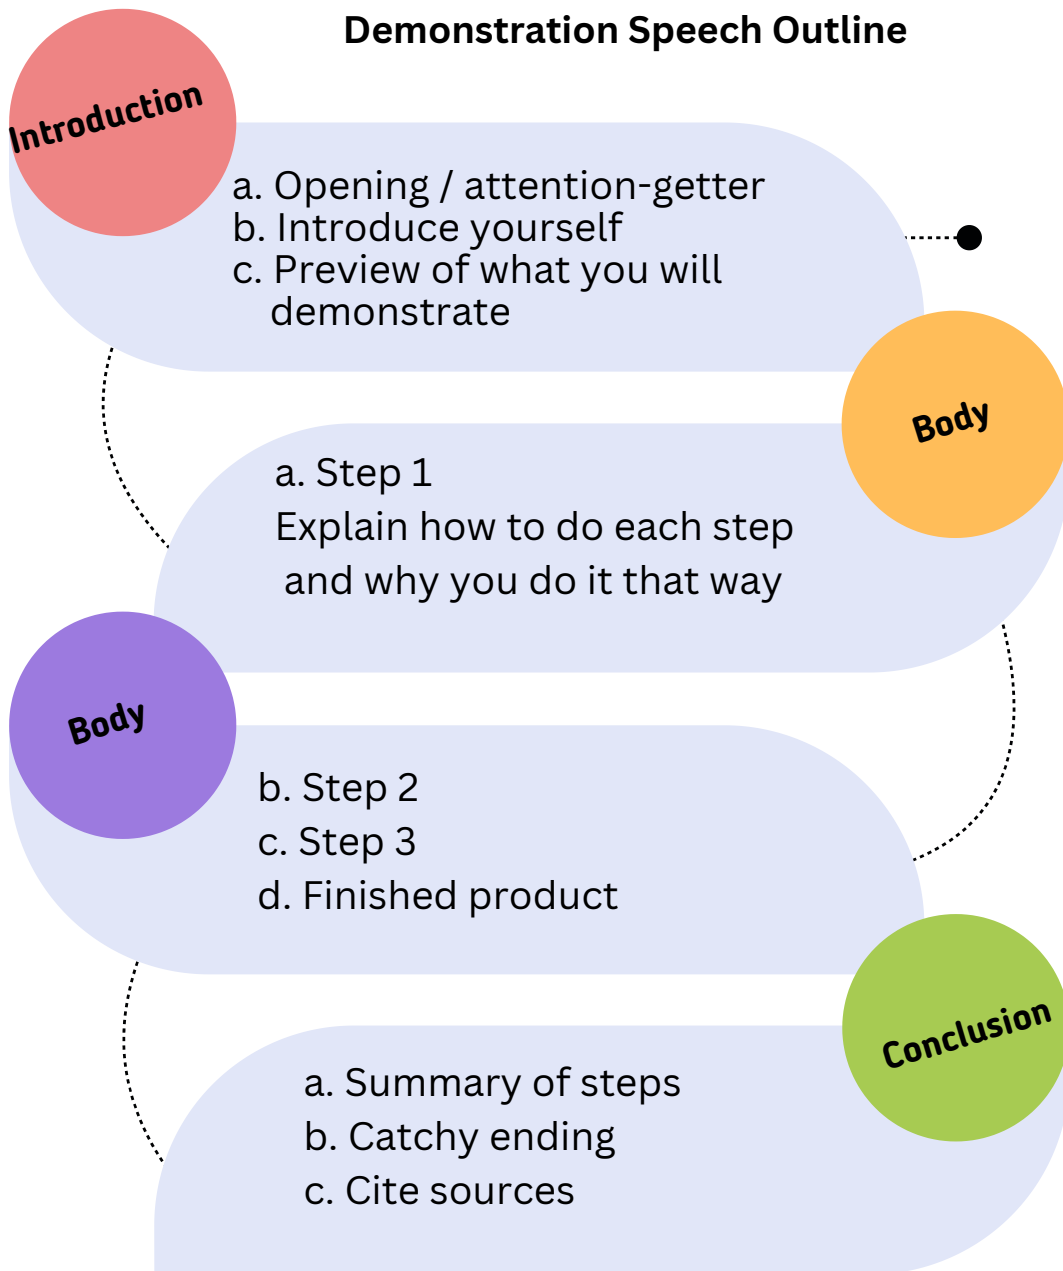 Demonstration Speech Outline
Introduction
a. Opening / attention-getter
b. Introduce yourself
c. Preview of what you will
demonstrate
Body
a. Step 1
Explain how to do each step
and why you do it that way
Body
b. Step 2
c. Step 3
d. Finished product
Conclusion
a. Summary of steps
b. Catchy ending
c. Cite sources